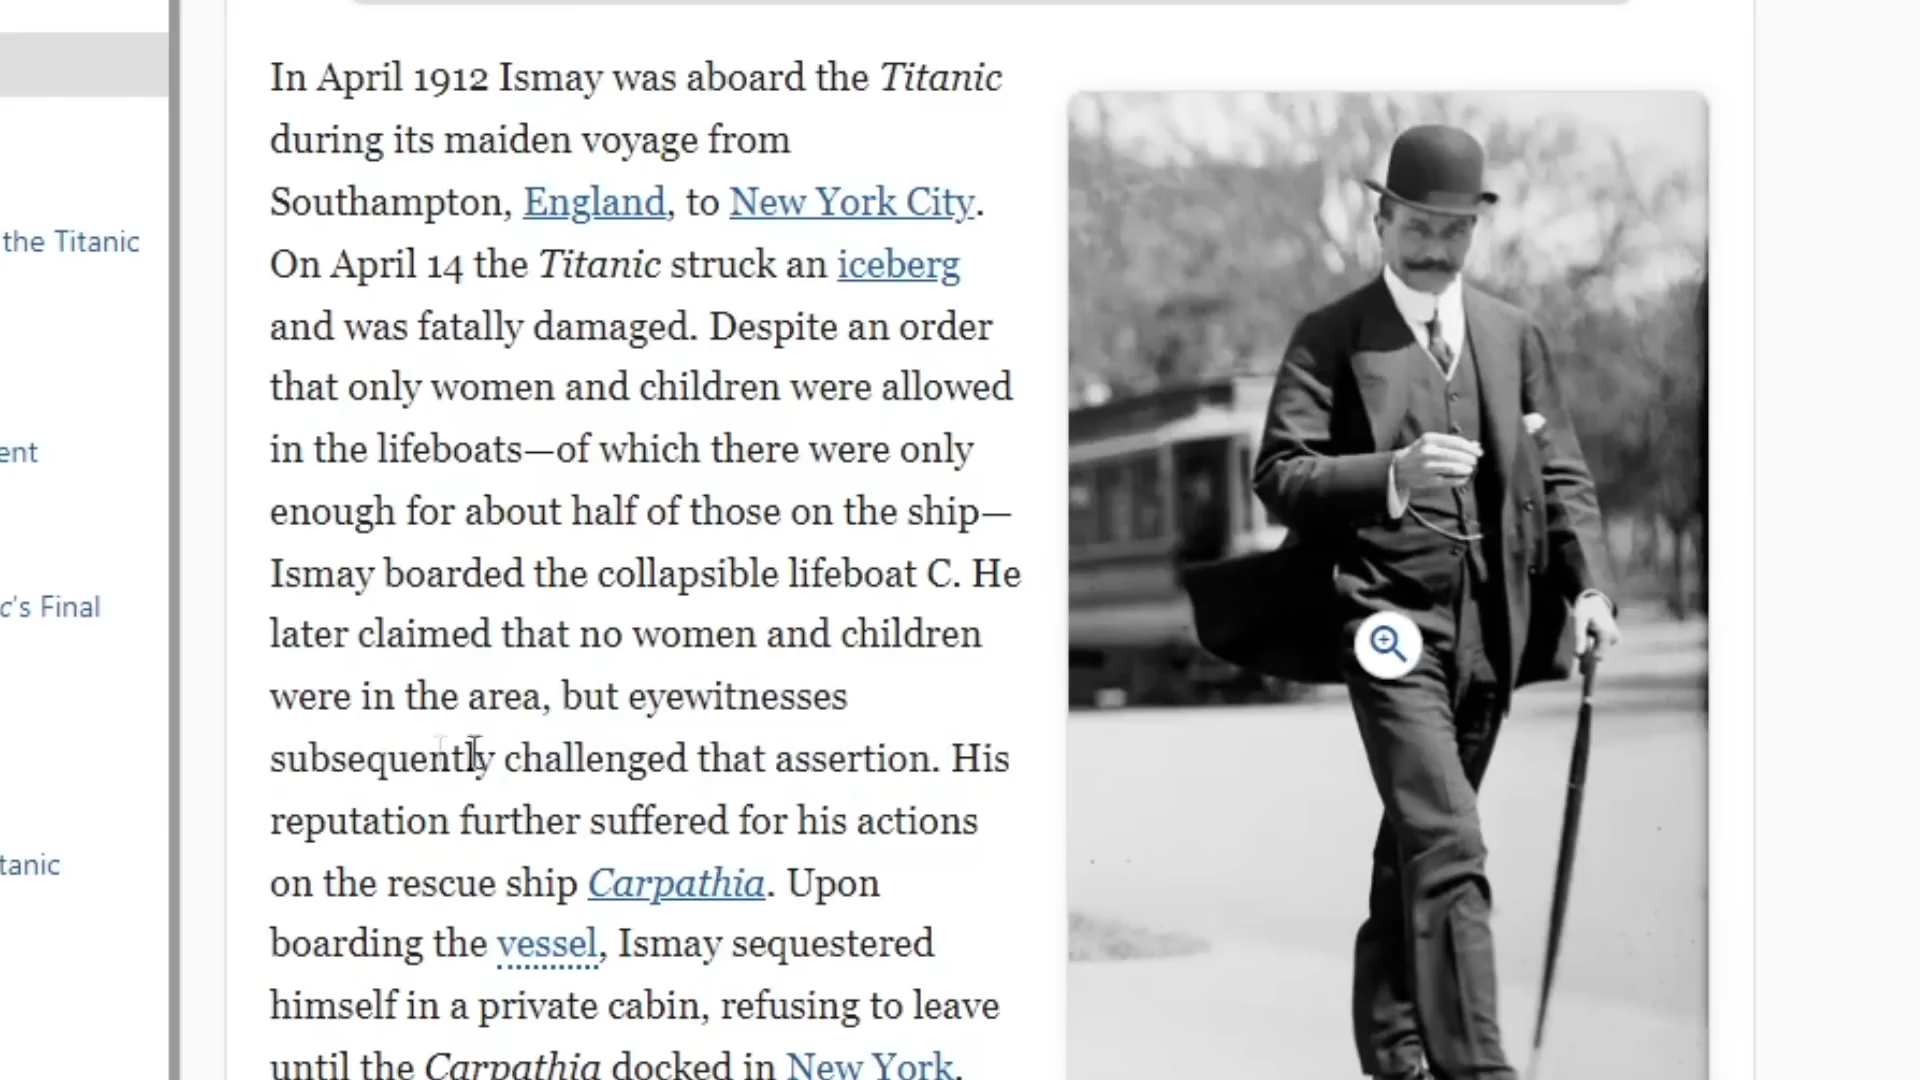 the Titanic
ent
c's Final
tanic
In April 1912 Ismay was aboard the Titanic
during its maiden voyage from
Southampton, England, to New York City.
On April 14 the Titanic struck an iceberg
and was fatally damaged. Despite an order
that only women and children were allowed
in the lifeboats—of which there were only
enough for about half of those on the ship—
Ismay boarded the collapsible lifeboat C. He
later claimed that no women and children
were in the area, but eyewitnesses
subsequently challenged that assertion. His
reputation further suffered for his actions
on the rescue ship Carpathia. Upon
boarding the vessel, Ismay sequestered
himself in a private cabin, refusing to leave
until the Carpathia docked in New York.